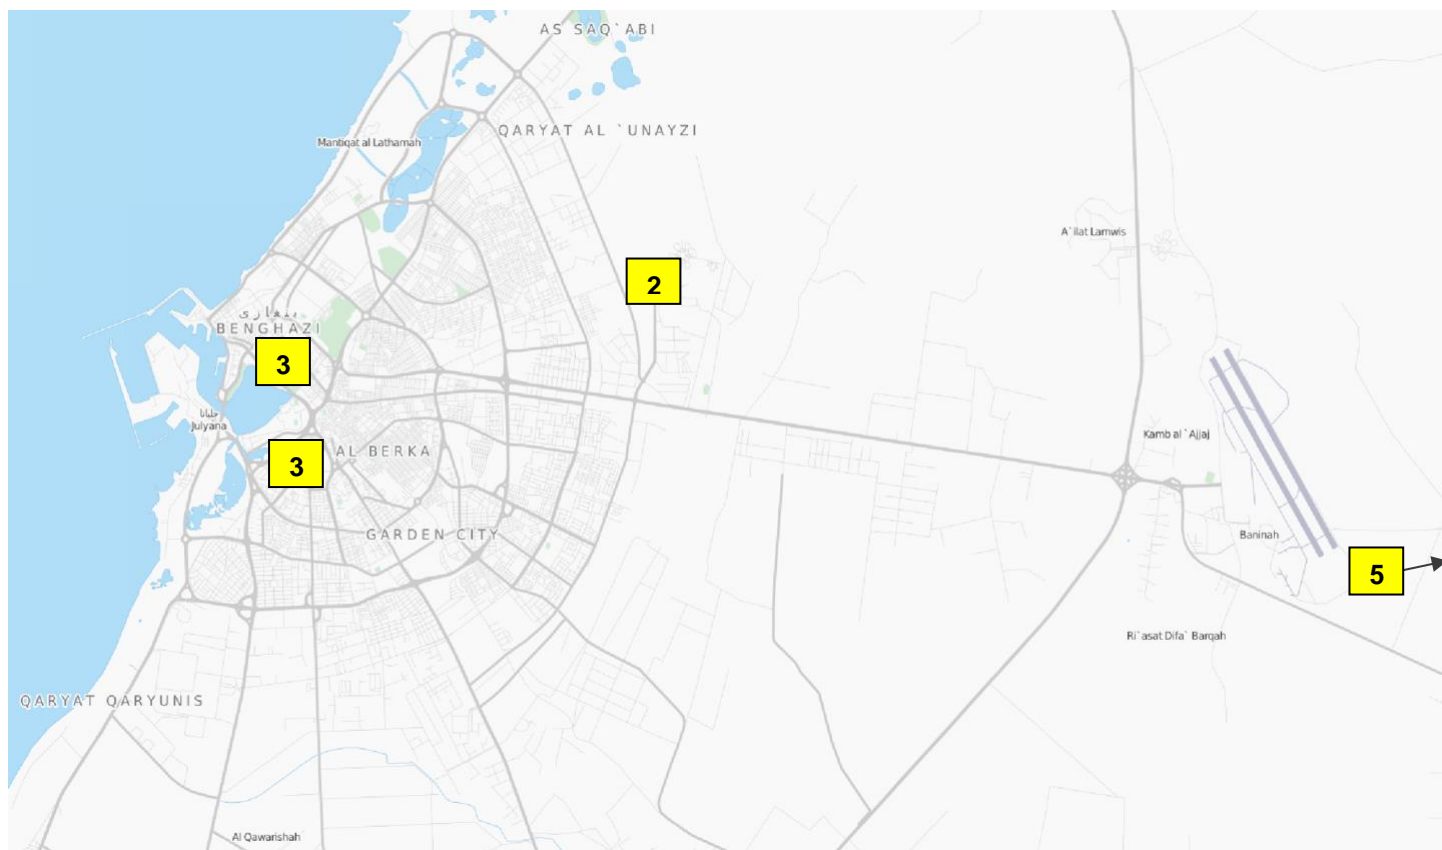 AS SAQ`ABI
QARYAT AL `UNAYZI
Mantiqat al Lathamah
A`ilat Lamwis
2
بنغازى
BENGHAZI
3
جليانا
Julyana
Kamb al `Ajjaj
AL BERKA
3
GARDEN CITY
Baninah
5
Ri`asat Difa` Barqah
QARYAT QARYUNIS
Al Qawarishah